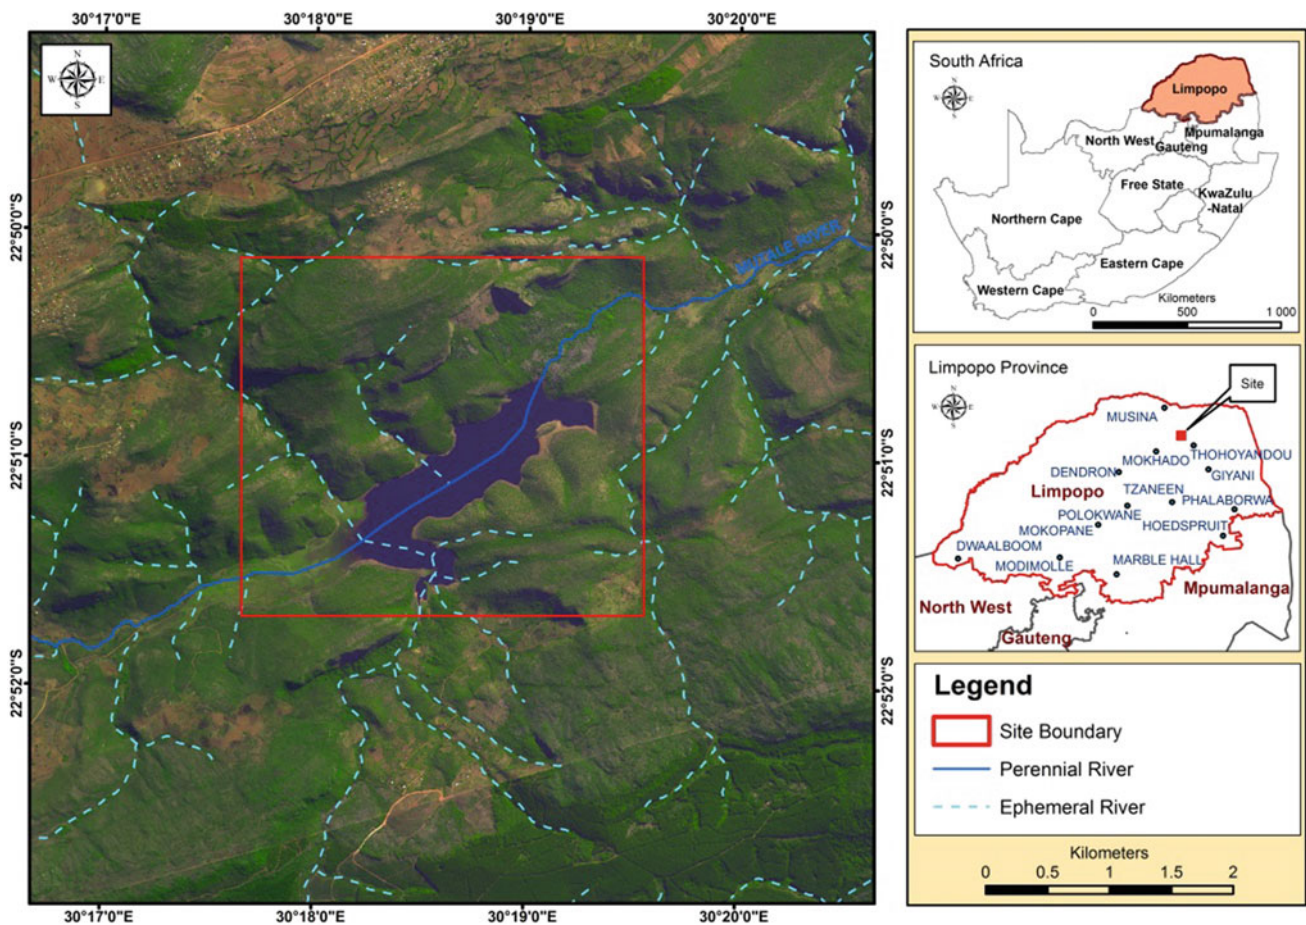 30°17'0"E 30°18'0"E 30°19'0"E 30°20'0"E
N
W E
S
22°50'0"S
22°51'0"S
22°52'0"S
MUTALE RIVER
22°50'0"S
22°51'0"S
22°52'0"S
30°17'0"E 30°18'0"E 30°19'0"E 30°20'0"E
South Africa
N
W E
S
Limpopo
North West
Mpumalanga
Gauteng
Free State
KwaZulu
-Natal
Northern Cape
Eastern Cape
Western Cape
Kilometers
0 500 1 000
Limpopo Province
N
W E
S
Site
MUSINA
THOHOYANDOU
MOKHADO
GIYANI
DENDRON
TZANEEN
Limpopo
PHALABORWA
POLOKWANE
HOEDSPRUIT
MOKOPANE
DWAALBOOM
MODIMOLLE
MARBLE HALL
Mpumalanga
North West
Gauteng
Legend
Site Boundary
Perennial River
Ephemeral River
Kilometers
0 0.5 1 1.5 2